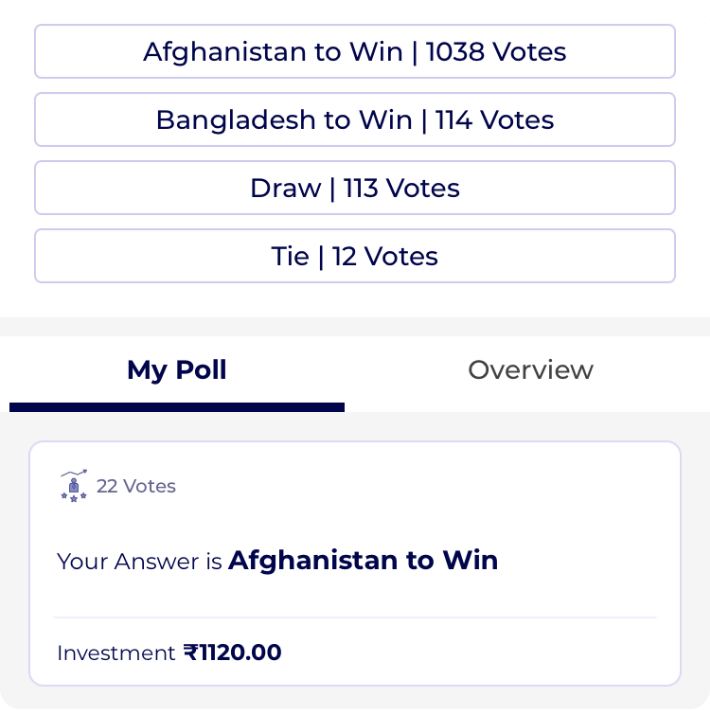 Afghanistan to Win | 1038 Votes
Bangladesh to Win | 114 Votes
Draw | 113 Votes
Tie | 12 Votes
My Poll
Overview
22 Votes
Your Answer is Afghanistan to Win
Investment ₹1120.00